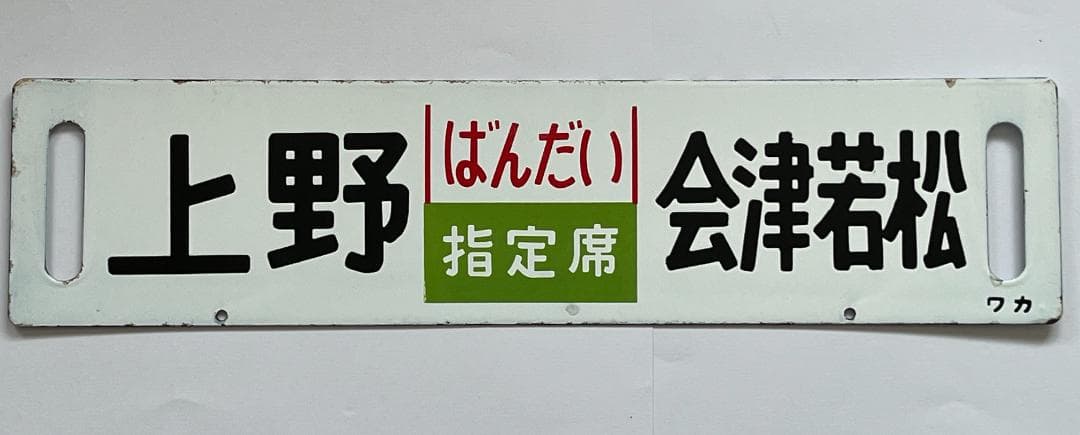 上野
ばんだい
指定席
会津若松
ワカ